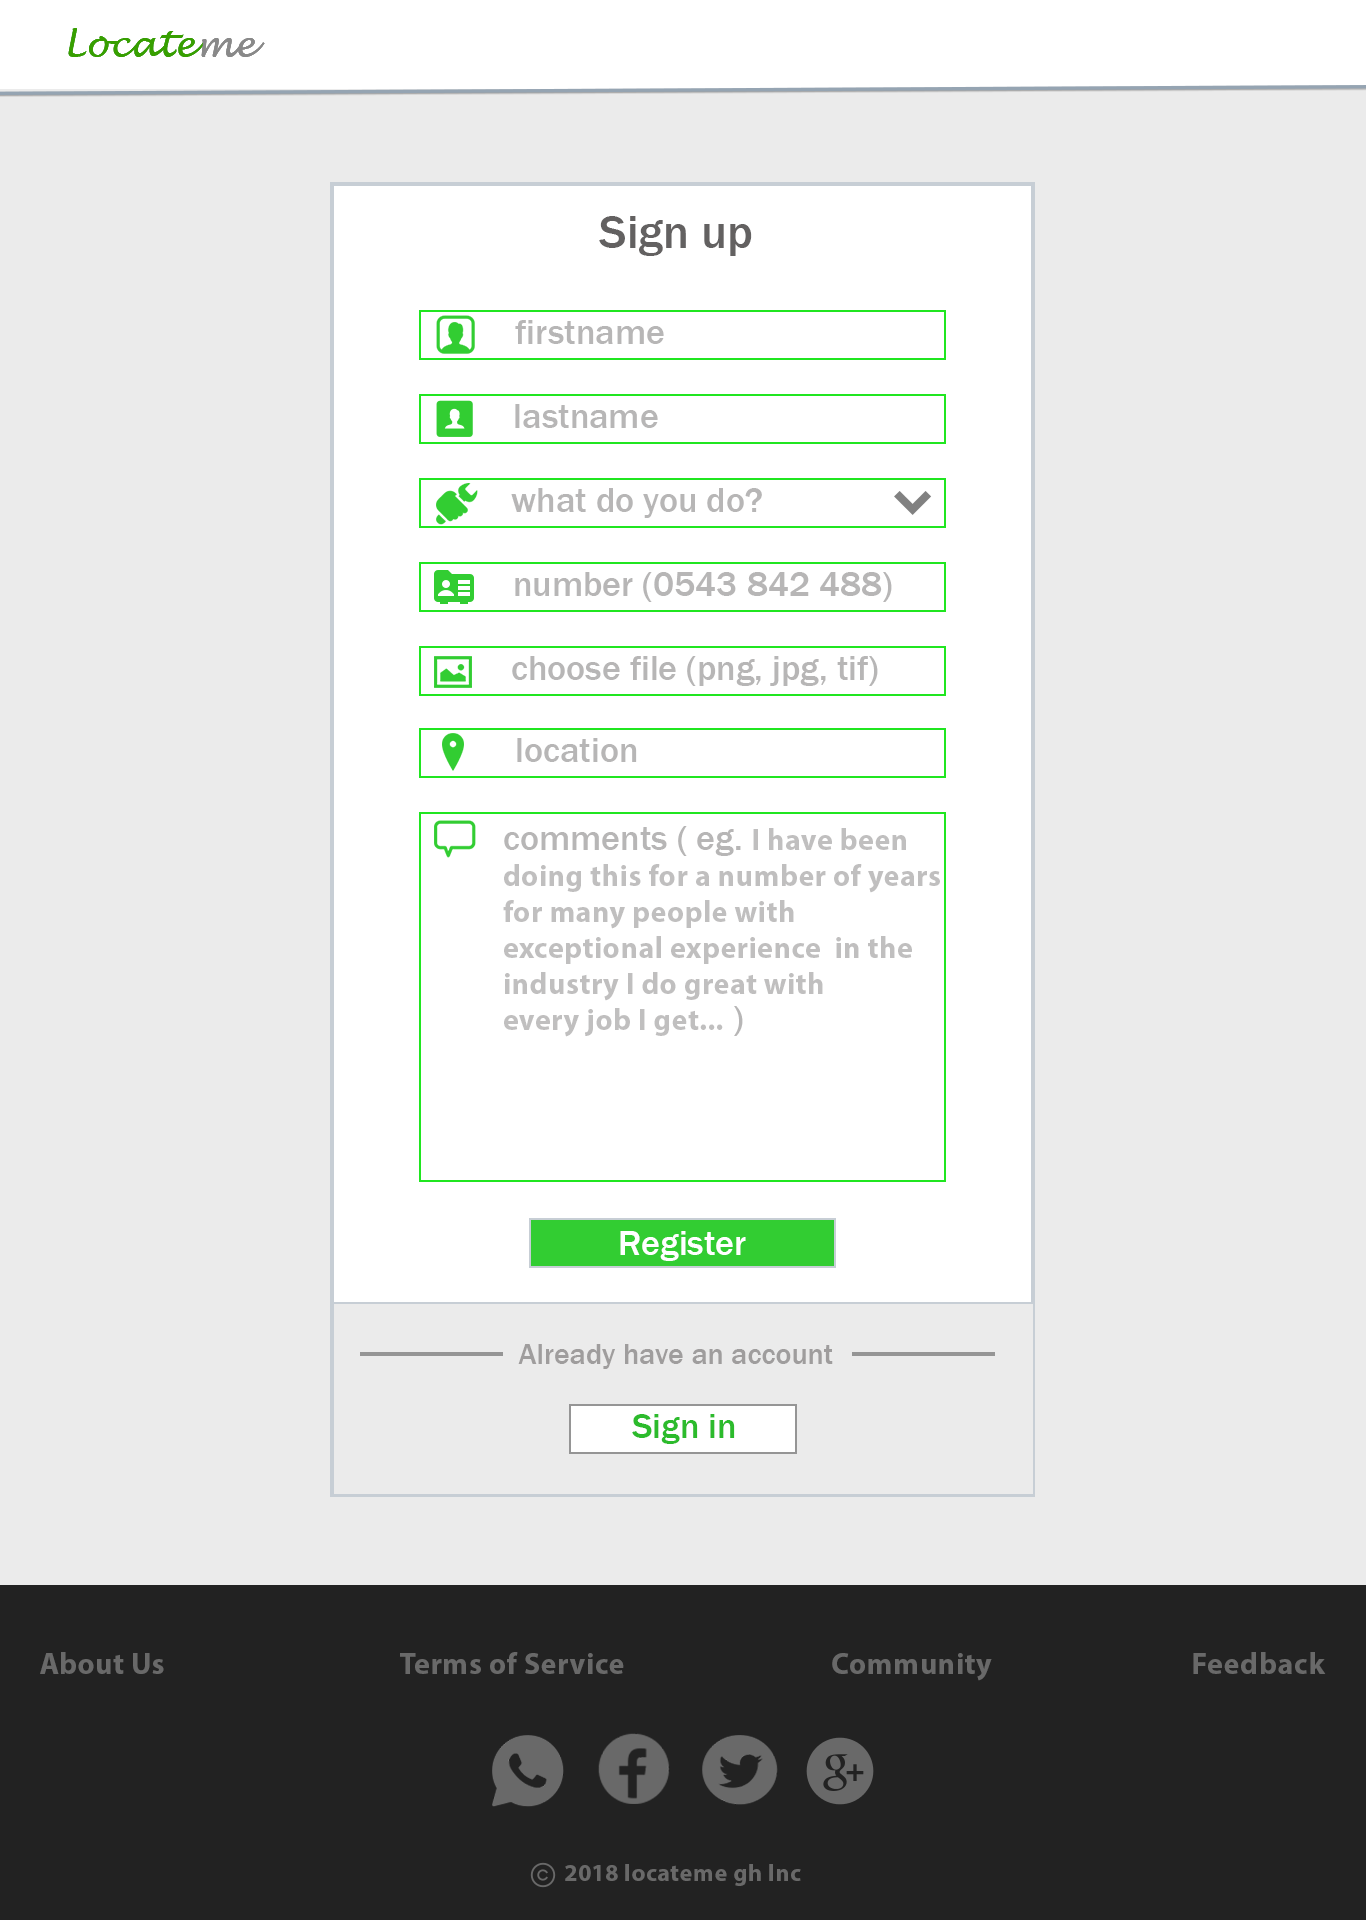 Locateme
Sign up
firstname
lastname
what do you do?
number (0543 842 488)
choose file (png, jpg, tif)
location
comments ( eg. I have been
doing this for a number of years
for many people with
exceptional experience  in the
industry I do great with
every job I get... )
Register
Already have an account
Sign in
About Us
Terms of Service
Community
Feedback
g+
© 2018 locateme gh Inc